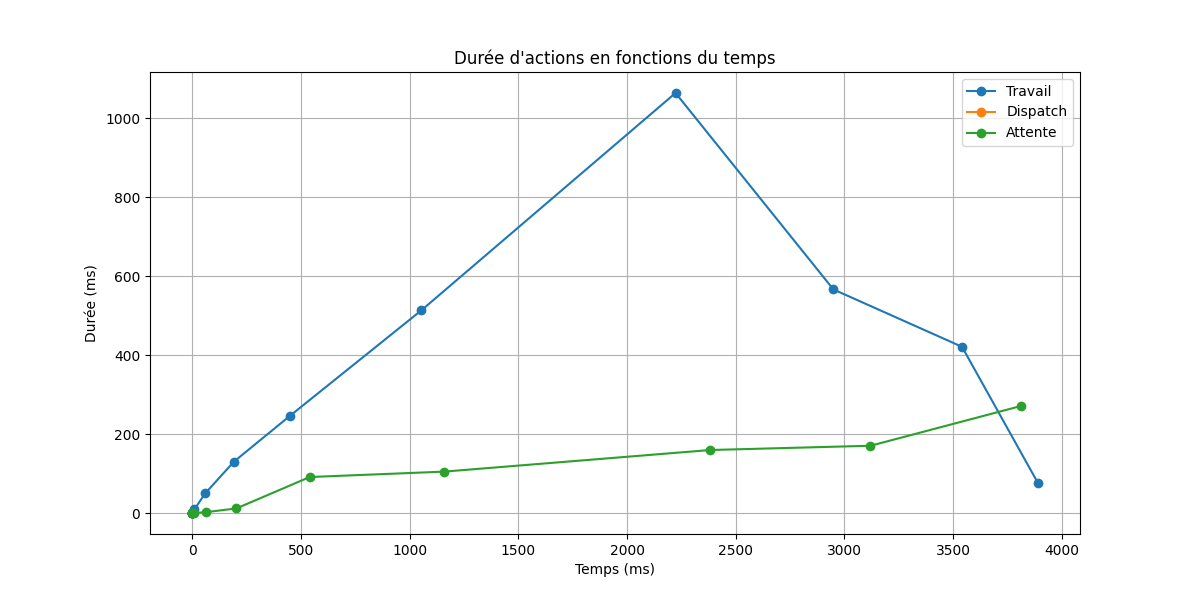 Durée d'actions en fonctions du temps
Travail
Dispatch
Attente
1000
800
600
400
200
0
Durée (ms)
0 500 1000 1500 2000 2500 3000 3500 4000
Temps (ms)